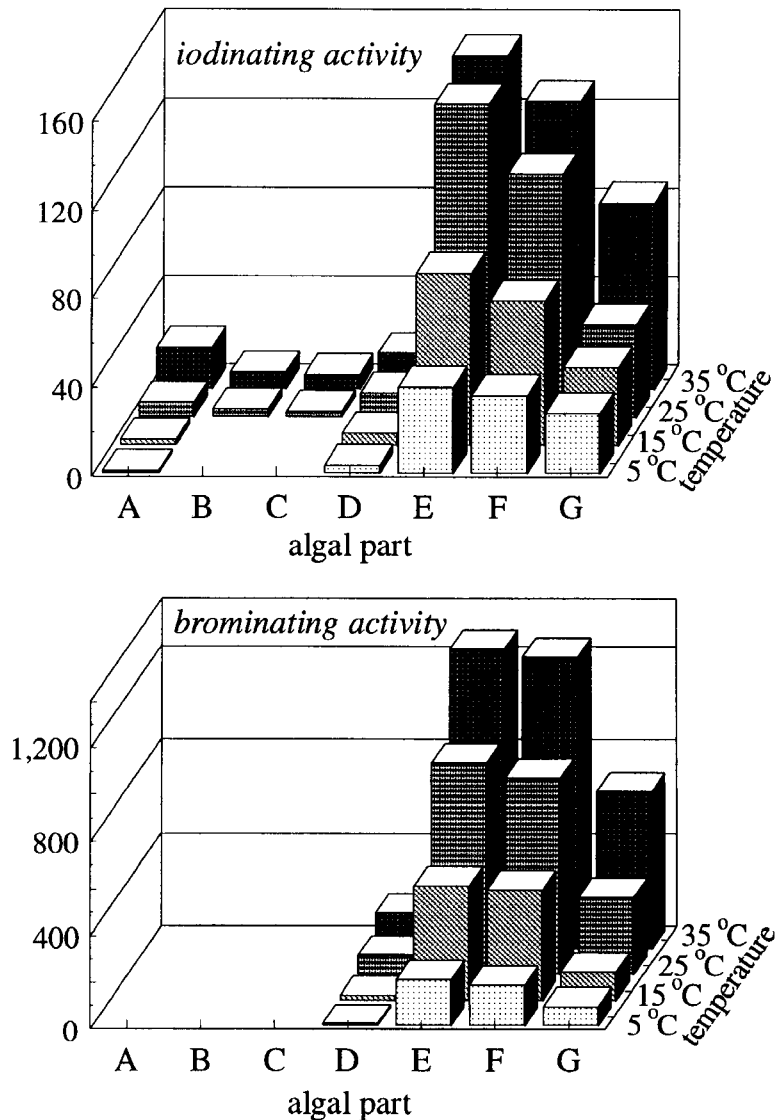 iodinating activity
160
120
80
40
0
A B C D E F G
algal part
5 °C
15 °C
25 °C
35 °C
temperature
brominating activity
1,200
800
400
0
A B C D E F G
algal part
5 °C
15 °C
25 °C
35 °C
temperature